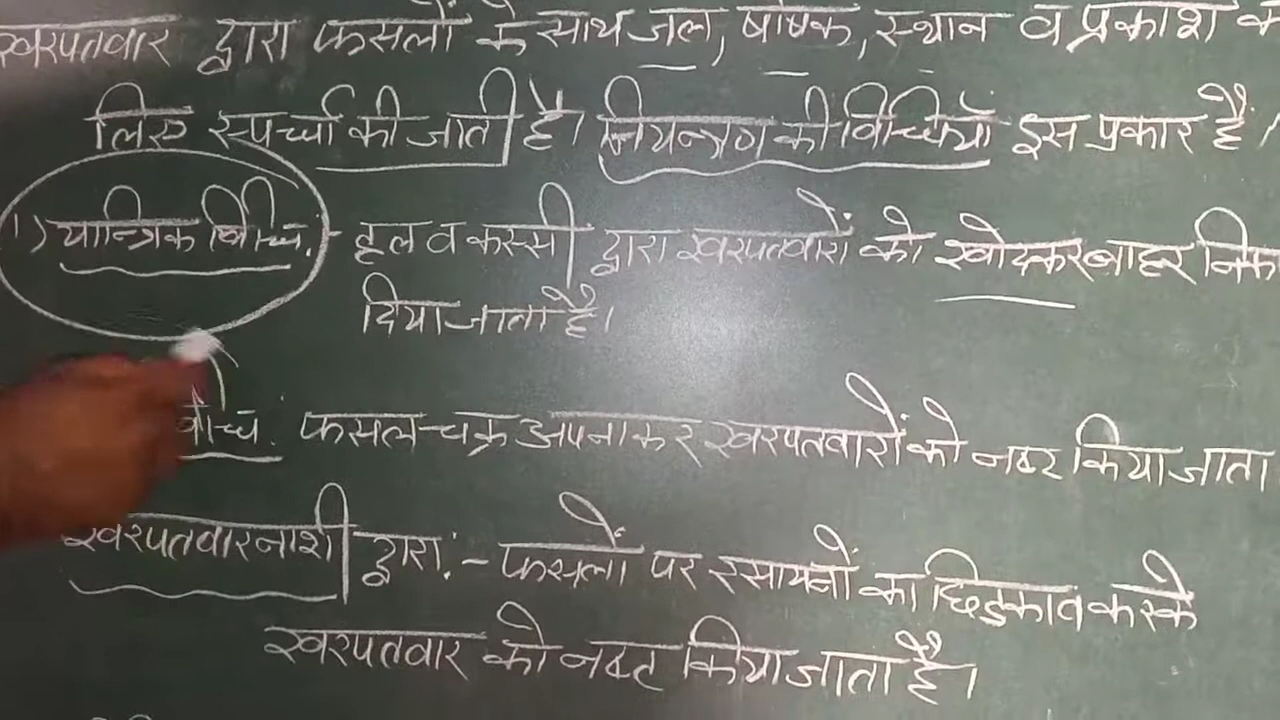 खरपतवार द्वारा फसलों के साथ जल, पोषक, स्थान व प्रकाश के
लिए स्पर्धा की जाती है। नियन्त्रण की विधियाँ इस प्रकार हैं।
1) यान्त्रिक विधि:- हल व कस्सी द्वारा खरपतवारों को खोदकर बाहर
दिया जाता है।
विधि: फसल-चक्र अपनाकर खरपतवारों को नष्ट किया जाता
खरपतवारनाशी द्वारा:- फसलों पर रसायनों का छिड़काव करके
खरपतवार को नष्ट किया जाता है।